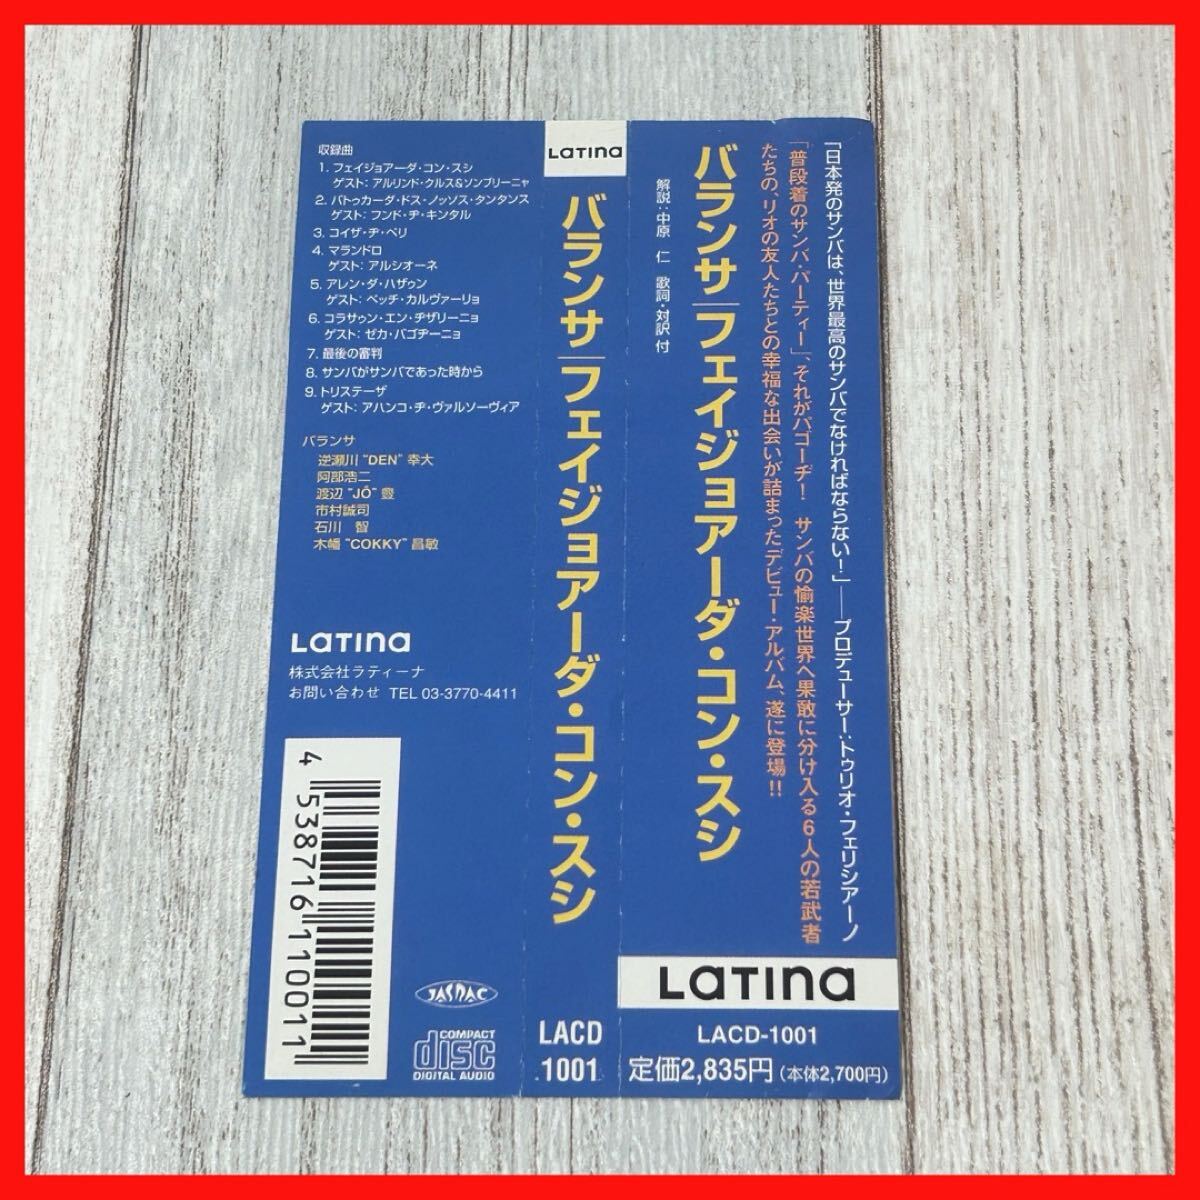 収録曲
1. フェイジョアーダ・コン・スシ
ゲスト: アルリンド・クルス&ソンブリーニャ
2. バトゥカーダ・ドス・ノッソス・タンタンス
ゲスト: フンド・ヂ・キンタル
3. コイザ・ヂ・ペリ
4. マランドロ
ゲスト: アルシオーネ
5. アレン・ダ・ハザゥン
ゲスト: ベッチ・カルヴァーリョ
6. コラサゥン・エン・ヂザリーニョ
ゲスト: ゼカ・パゴヂーニョ
7. 最後の審判
8. サンバがサンバであった時から
9. トリステーザ
ゲスト: アハンコ・ヂ・ヴァルソーヴィア
バランサ
逆瀬川 “DEN” 幸大
阿部浩二
渡辺 “JÔ” 豊
市村誠司
石川 智
木幡 “COKKY” 昌敏
LATINA
株式会社ラティーナ
お問い合わせ TEL 03-3770-4411
4 538716 110011
JASRAC
COMPACT
disc
DIGITAL AUDIO
LATINA
バランサ|フェイジョアーダ・コン・スシ
LACD
1001
「日本発のサンバは、世界最高のサンバでなければならない!」——プロデューサー:トゥリオ・フェリシアーノ
「普段着のサンバ・パーティー」、それがパゴーヂ! サンバの愉楽世界へ果敢に分け入る6人の若武者
たちの、リオの友人たちとの幸福な出会いが詰まったデビュー・アルバム、遂に登場!!
バランサ|フェイジョアーダ・コン・スシ
解説:中原 仁 歌詞・対訳付
LATINA
LACD-1001
定価2,835円(本体2,700円)